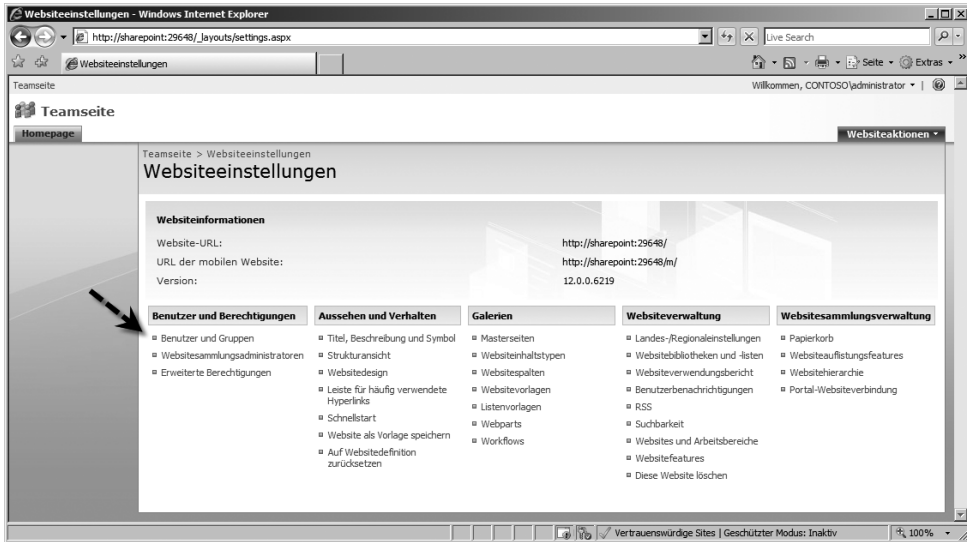 Websiteeinstellungen - Windows Internet Explorer
http://sharepoint:29648/_layouts/settings.aspx
Live Search
Websiteeinstellungen
Seite
Extras
Teamseite
Willkommen, CONTOSO\administrator
Teamseite
Homepage
Websiteaktionen
Teamseite > Websiteeinstellungen
Websiteeinstellungen
Websiteinformationen
Website-URL: http://sharepoint:29648/
URL der mobilen Website: http://sharepoint:29648/m/
Version: 12.0.0.6219
Benutzer und Berechtigungen
Benutzer und Gruppen
Websitesammlungsadministratoren
Erweiterte Berechtigungen
Aussehen und Verhalten
Titel, Beschreibung und Symbol
Strukturansicht
Websitedesign
Leiste für häufig verwendete
Hyperlinks
Schnellstart
Website als Vorlage speichern
Auf Websitedefinition
zurücksetzen
Galerien
Masterseiten
Websiteinhaltstypen
Websitespalten
Websitevorlagen
Listenvorlagen
Webparts
Workflows
Websiteverwaltung
Landes-/Regionaleinstellungen
Websitebibliotheken und -listen
Websiteverwendungsbericht
Benutzerbenachrichtigungen
RSS
Suchbarkeit
Websites und Arbeitsbereiche
Websitefeatures
Diese Website löschen
Websitesammlungsverwaltung
Papierkorb
Websiteauflistungsfeatures
Websitehierarchie
Portal-Websiteverbindung
Vertrauenswürdige Sites | Geschützter Modus: Inaktiv
100%